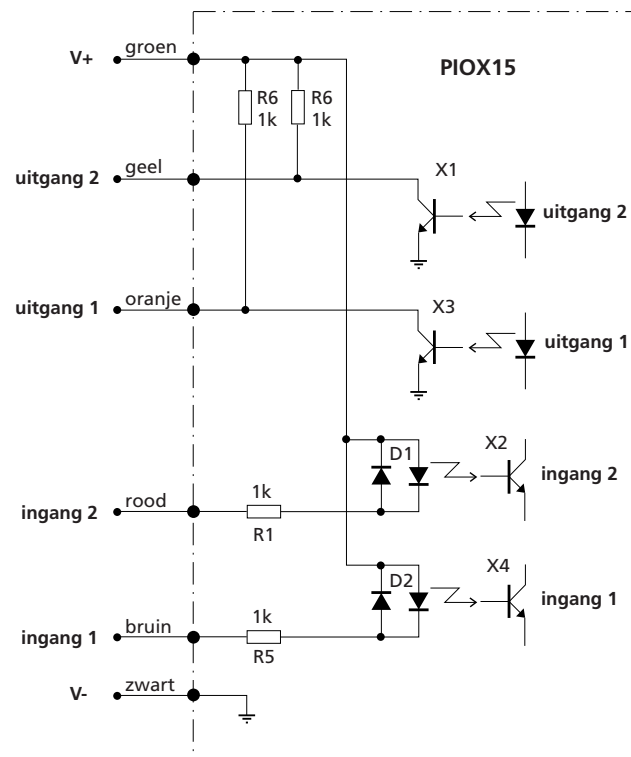 PIOX15
V+ groen
R6 R6
1k 1k
uitgang 2 geel
X1
uitgang 2
uitgang 1 oranje
X3
uitgang 1
D1
X2
ingang 2
ingang 2 rood
1k
R1
D2
X4
ingang 1
ingang 1 bruin
1k
R5
V- zwart